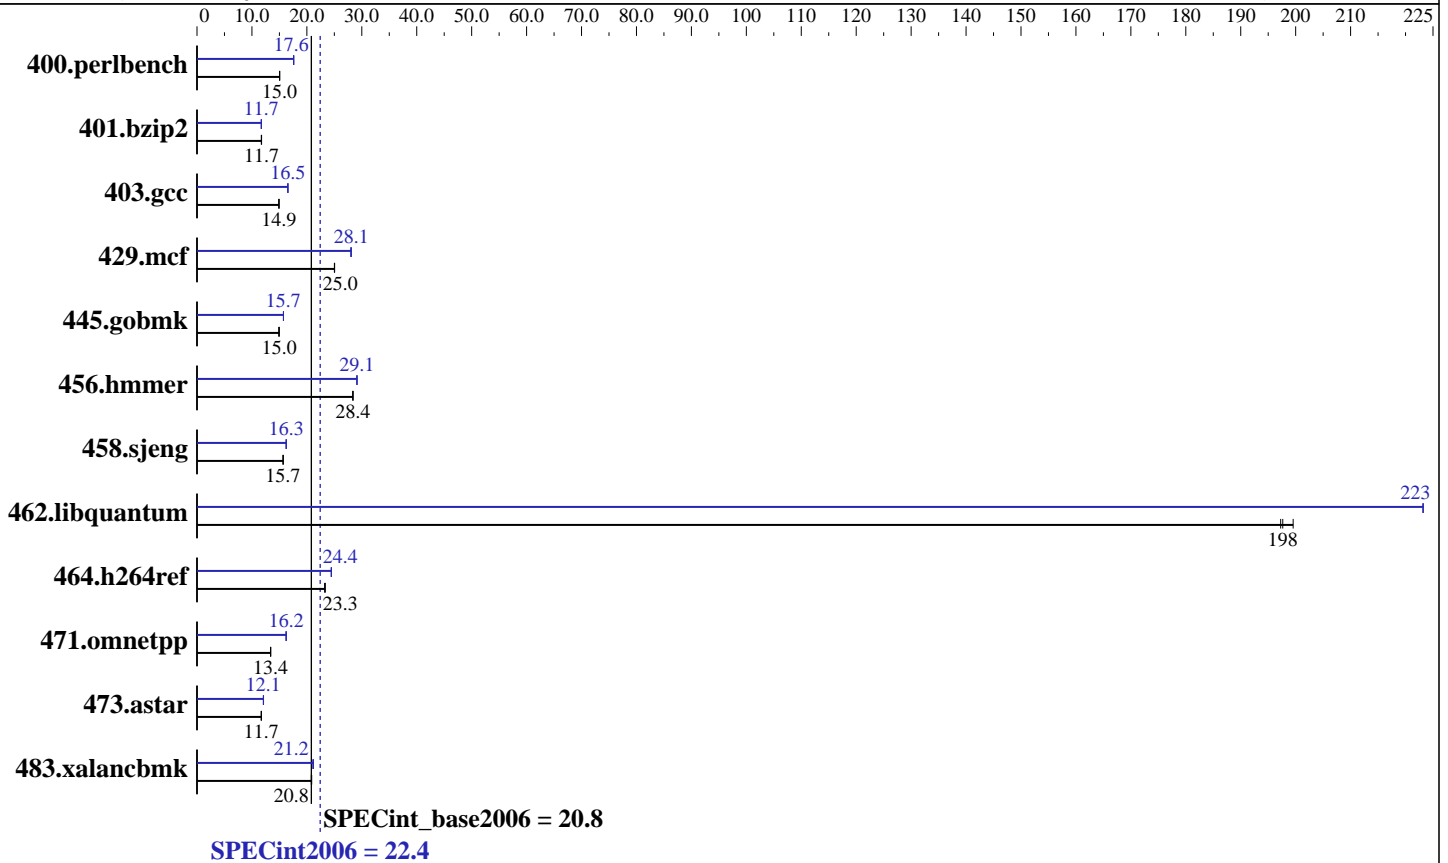 0 10.0 20.0 30.0 40.0 50.0 60.0 70.0 80.0 90.0 100 110 120 130 140 150 160 170 180 190 200 210 225
17.6
400.perlbench
15.0
11.7
401.bzip2
11.7
16.5
403.gcc
14.9
28.1
429.mcf
25.0
15.7
445.gobmk
15.0
29.1
456.hmmer
28.4
16.3
458.sjeng
15.7
223
462.libquantum
198
24.4
464.h264ref
23.3
16.2
471.omnetpp
13.4
12.1
473.astar
11.7
21.2
483.xalancbmk
20.8
SPECint_base2006 = 20.8
SPECint2006 = 22.4